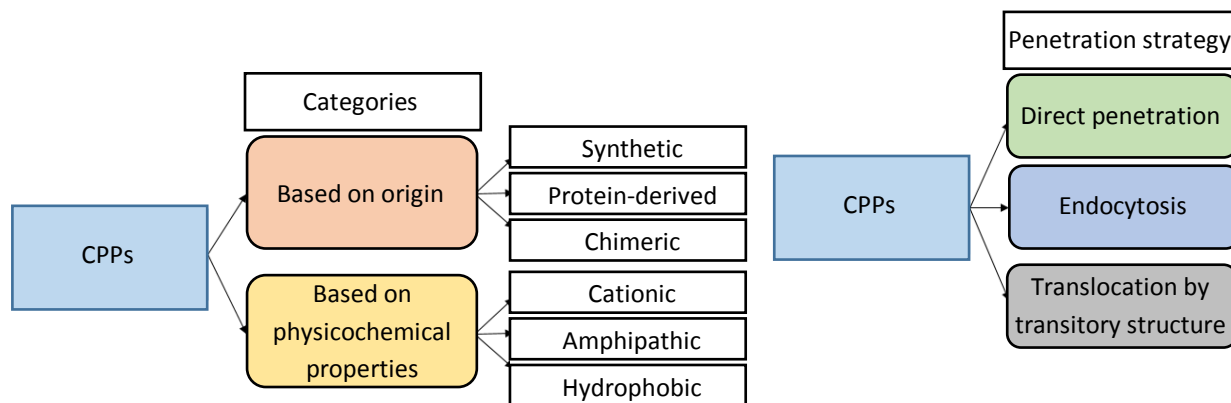 Categories
CPPs
Based on origin
Synthetic
Protein-derived
Chimeric
Based on
physicochemical
properties
Cationic
Amphipathic
Hydrophobic
Penetration strategy
CPPs
Direct penetration
Endocytosis
Translocation by
transitory structure